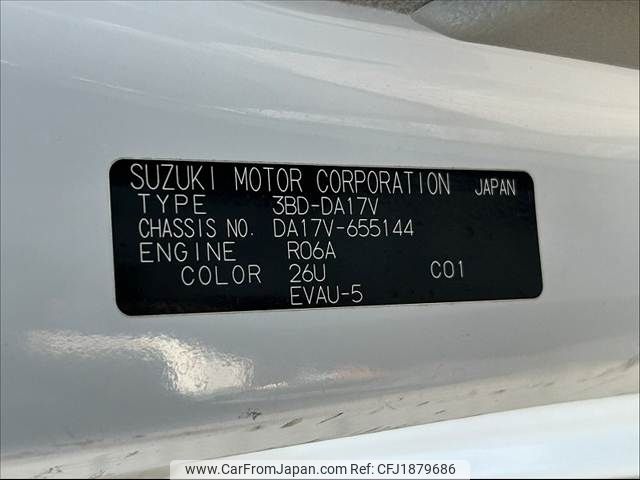 SUZUKI MOTOR CORPORATION JAPAN
TYPE 3BD-DA17V
CHASSIS NO. DA17V-655144
ENGINE R06A
COLOR 26U C01
EVAU-5
www.CarFromJapan.com Ref:CFJ1879686